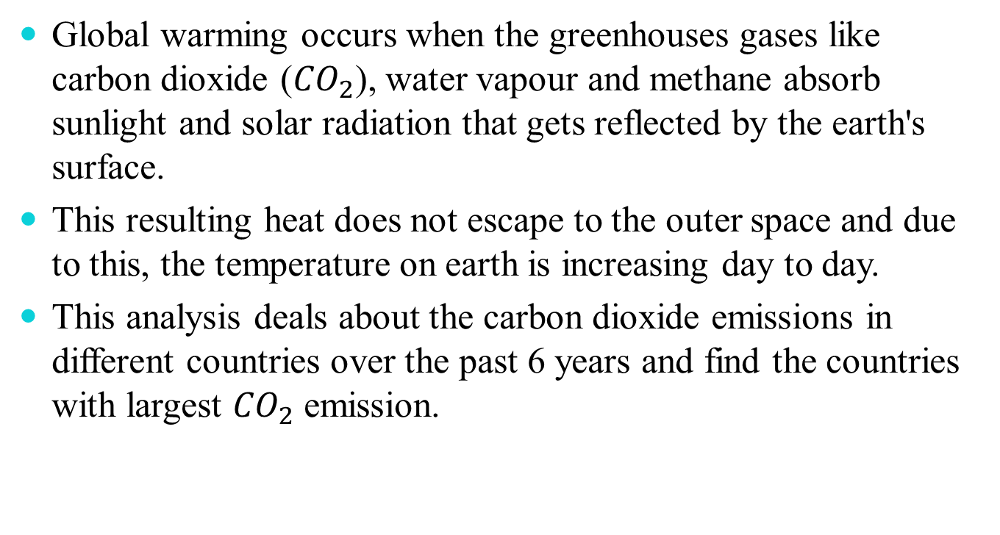 • Global warming occurs when the greenhouses gases like
carbon dioxide (𝐶𝑂₂), water vapour and methane absorb
sunlight and solar radiation that gets reflected by the earth's
surface.
• This resulting heat does not escape to the outer space and due
to this, the temperature on earth is increasing day to day.
• This analysis deals about the carbon dioxide emissions in
different countries over the past 6 years and find the countries
with largest 𝐶𝑂₂ emission.